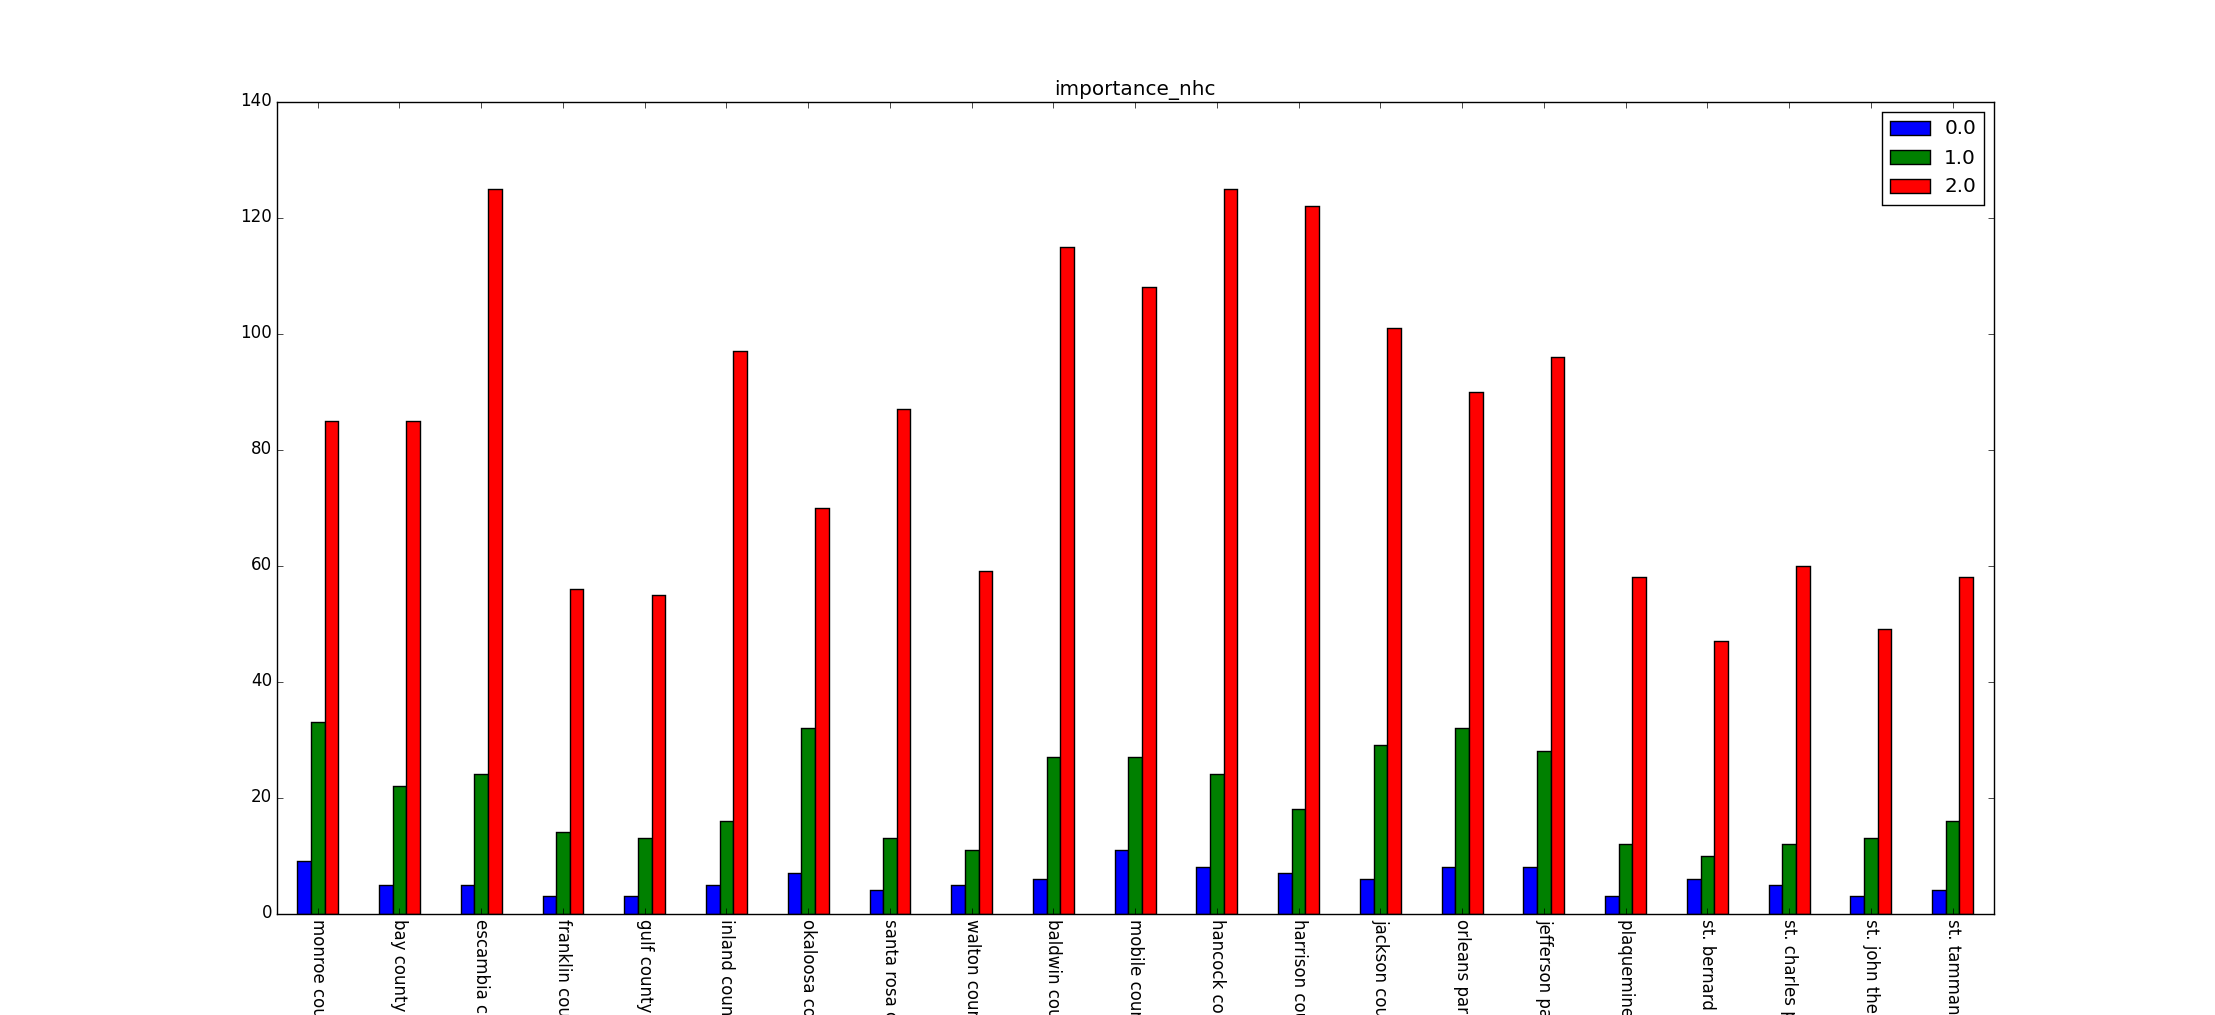 importance_nhc
140
120
100
80
60
40
20
0
0.0
1.0
2.0
monroe cou
bay county
escambia c
franklin cou
gulf county
inland coun
okaloosa co
santa rosa c
walton coun
baldwin cou
mobile coun
hancock co
harrison cou
jackson cou
orleans par
jefferson pa
plaquemine
st. bernard
st. charles p
st. john the
st. tamman